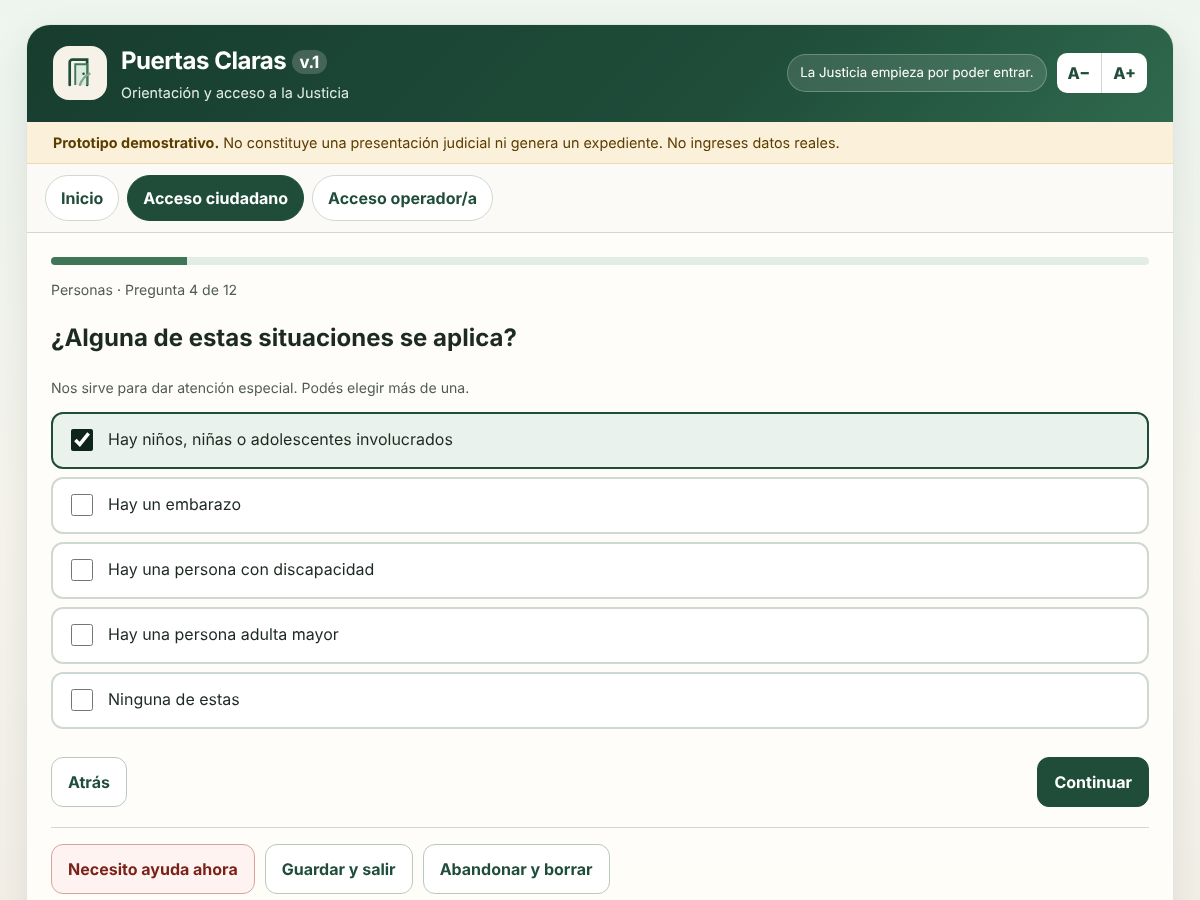 Puertas Claras v.1
Orientación y acceso a la Justicia
La Justicia empieza por poder entrar.
A−
A+
Prototipo demostrativo. No constituye una presentación judicial ni genera un expediente. No ingreses datos reales.
Inicio
Acceso ciudadano
Acceso operador/a
Personas · Pregunta 4 de 12
¿Alguna de estas situaciones se aplica?
Nos sirve para dar atención especial. Podés elegir más de una.
Hay niños, niñas o adolescentes involucrados
Hay un embarazo
Hay una persona con discapacidad
Hay una persona adulta mayor
Ninguna de estas
Atrás
Continuar
Necesito ayuda ahora
Guardar y salir
Abandonar y borrar